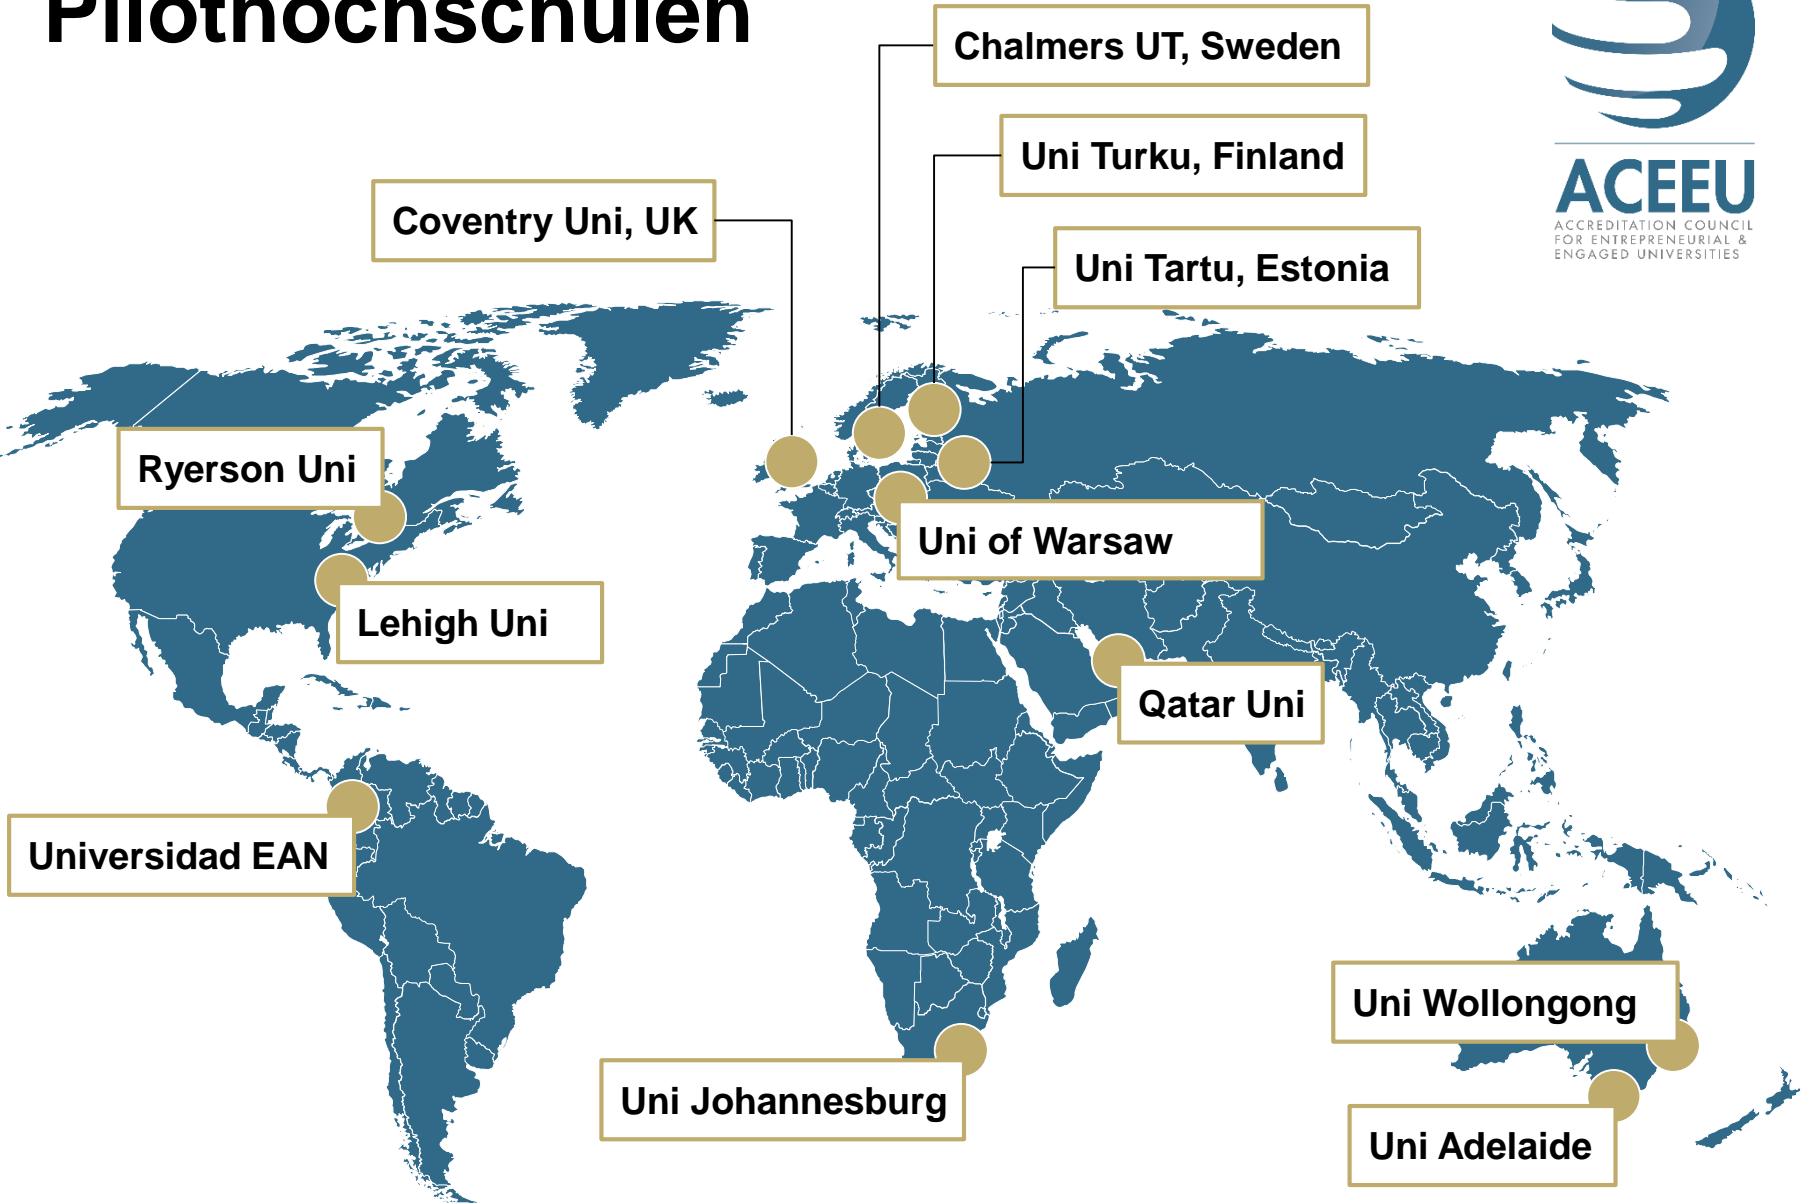 Pilothochschulen
Chalmers UT, Sweden
Uni Turku, Finland
Coventry Uni, UK
Uni Tartu, Estonia
ACEEU
ACCREDITATION COUNCIL
FOR ENTREPRENEURIAL &
ENGAGED UNIVERSITIES
Ryerson Uni
Uni of Warsaw
Lehigh Uni
Qatar Uni
Universidad EAN
Uni Wollongong
Uni Johannesburg
Uni Adelaide